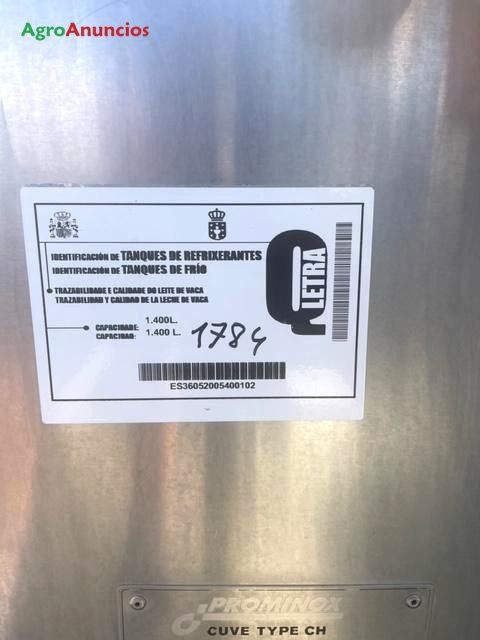 AgroAnuncios
IDENTIFICACIÓN DE TANQUES DE REFRIXERANTES
IDENTIFICACIÓN DE TANQUES DE FRÍO
TRAZABILIDADE E CALIDADE DO LEITE DE VACA
TRAZABILIDAD Y CALIDAD DE LA LECHE DE VACA
CAPACIDADE: 1.400L.
CAPACIDAD: 1.400 L.
1784
LETRA Q
ES36052005400102
PROMINOX
CUVE TYPE CH